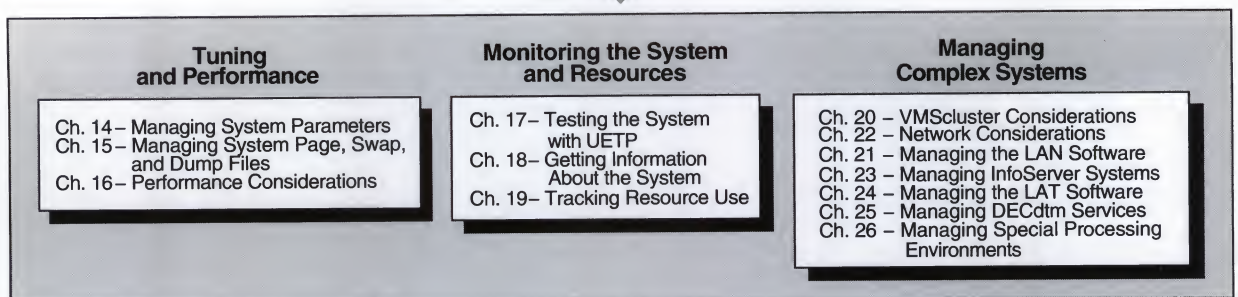 Tuning
and Performance
Ch. 14– Managing System Parameters
Ch. 15– Managing System Page, Swap,
and Dump Files
Ch. 16– Performance Considerations
Monitoring the System
and Resources
Ch. 17– Testing the System
with UETP
Ch. 18– Getting Information
About the System
Ch. 19– Tracking Resource Use
Managing
Complex Systems
Ch. 20 – VMScluster Considerations
Ch. 22 – Network Considerations
Ch. 21 – Managing the LAN Software
Ch. 23 – Managing InfoServer Systems
Ch. 24 – Managing the LAT Software
Ch. 25 – Managing DECdtm Services
Ch. 26 – Managing Special Processing
Environments